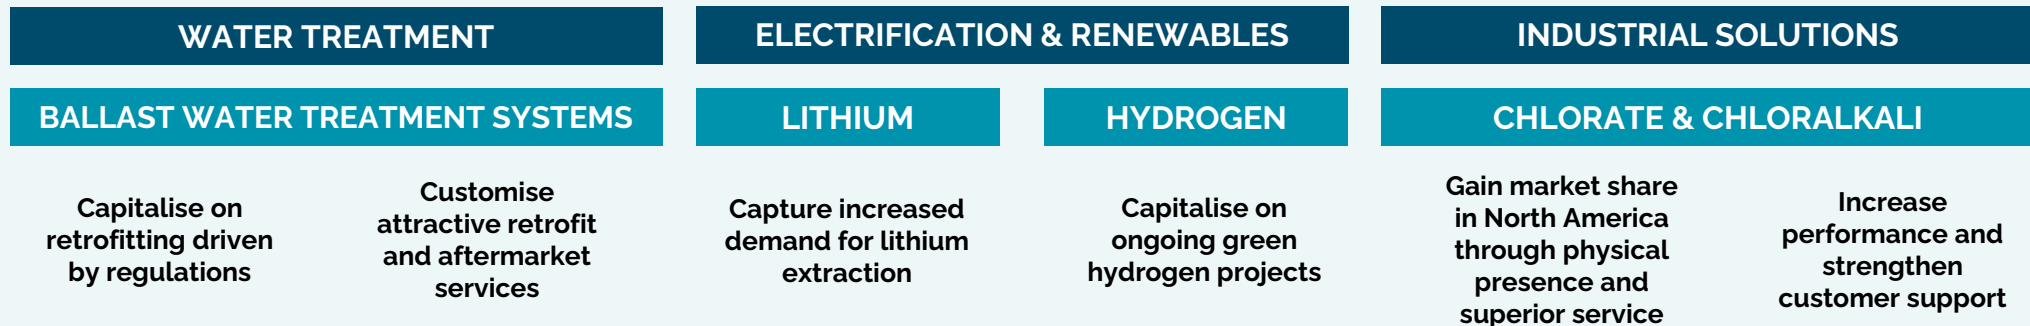 WATER TREATMENT
BALLAST WATER TREATMENT SYSTEMS
Capitalise on
retrofitting driven
by regulations
Customise
attractive retrofit
and aftermarket
services
ELECTRIFICATION & RENEWABLES
LITHIUM
Capture increased
demand for lithium
extraction
HYDROGEN
Capitalise on
ongoing green
hydrogen projects
INDUSTRIAL SOLUTIONS
CHLORATE & CHLORALKALI
Gain market share
in North America
through physical
presence and
superior service
Increase
performance and
strengthen
customer support